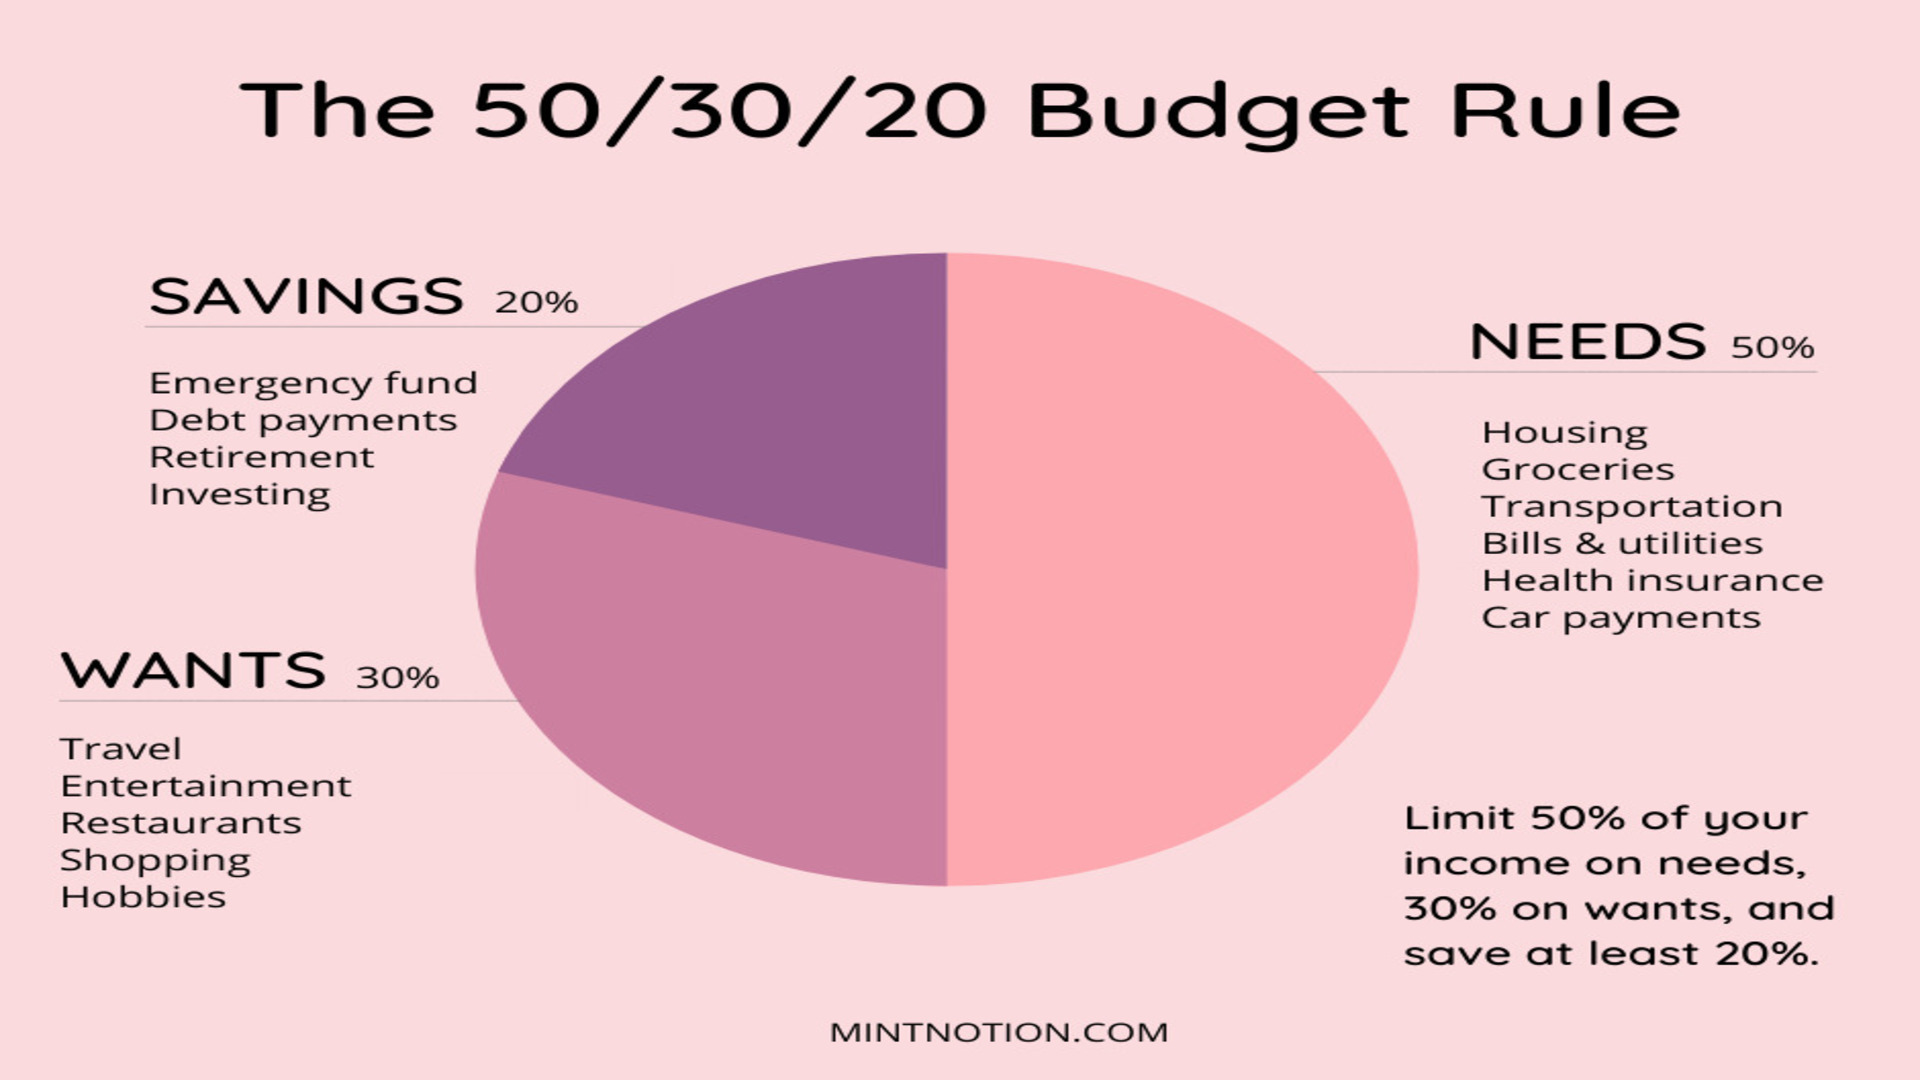 The 50/30/20 Budget Rule
SAVINGS 20%
Emergency fund
Debt payments
Retirement
Investing
NEEDS 50%
Housing
Groceries
Transportation
Bills & utilities
Health insurance
Car payments
WANTS 30%
Travel
Entertainment
Restaurants
Shopping
Hobbies
Limit 50% of your
income on needs,
30% on wants, and
save at least 20%.
MINTNOTION.COM